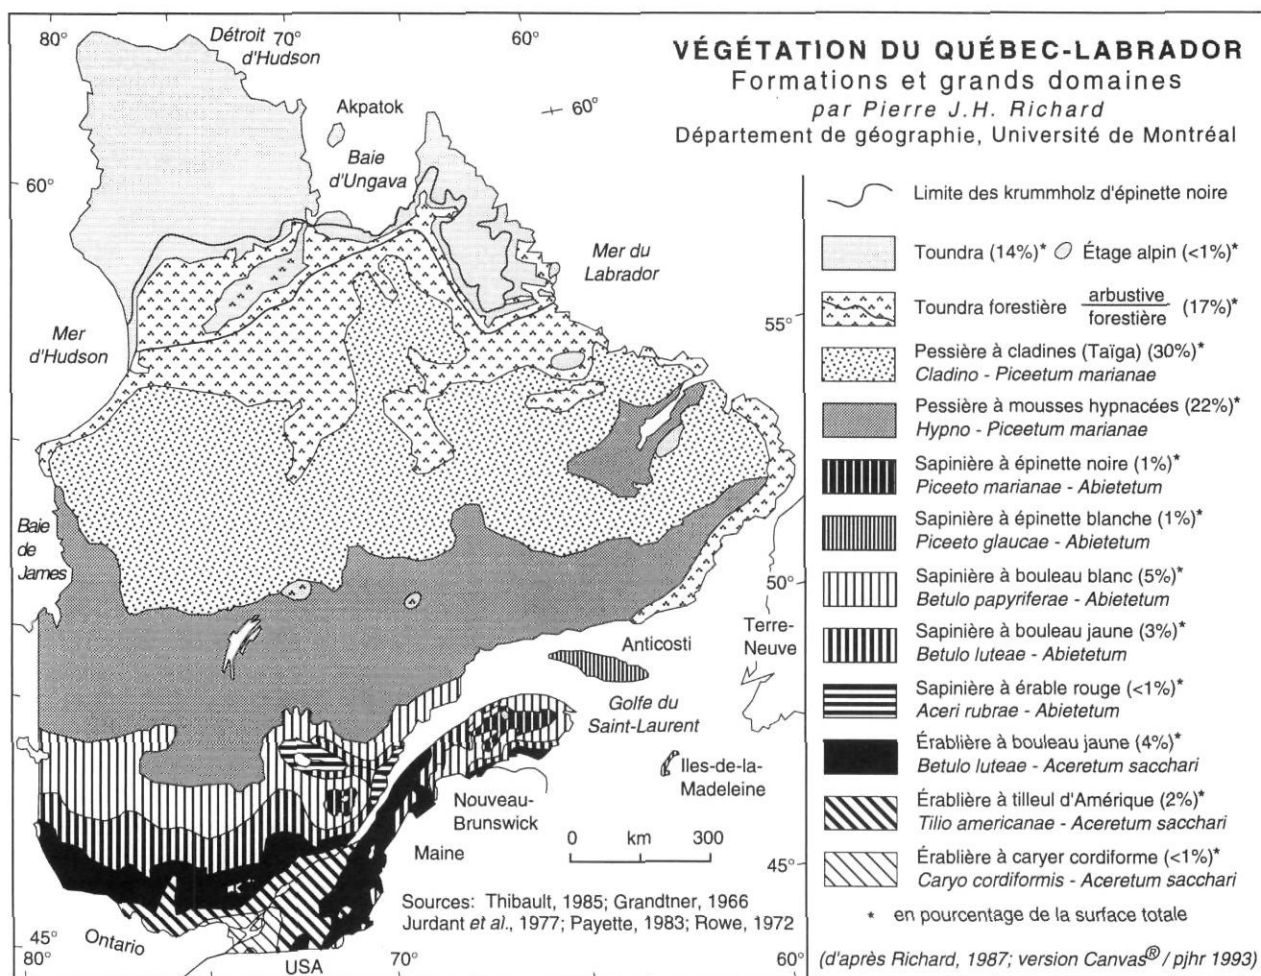 VÉGÉTATION DU QUÉBEC-LABRADOR
Formations et grands domaines
par Pierre J.H. Richard
Département de géographie, Université de Montréal
80°
70°
60°
Détroit
d'Hudson
Akpatok
60°
Baie
d'Ungava
60°
Mer du
Labrador
Mer
d'Hudson
55°
Baie
de
James
50°
Anticosti
Terre-
Neuve
Golfe du
Saint-Laurent
Iles-de-la-
Madeleine
Nouveau-
Brunswick
0 km 300
Maine
45°
Sources: Thibault, 1985; Grandtner, 1966
Jurdant et al., 1977; Payette, 1983; Rowe, 1972
45°
Ontario
80°
USA
70°
60°
Limite des krummholz d'épinette noire
Toundra (14%)* Étage alpin (<1%)*
Toundra forestière arbustive / forestière (17%)*
Pessière à cladines (Taïga) (30%)*
Cladino - Piceetum marianae
Pessière à mousses hypnacées (22%)*
Hypno - Piceetum marianae
Sapinière à épinette noire (1%)*
Piceeto marianae - Abietetum
Sapinière à épinette blanche (1%)*
Piceeto glaucae - Abietetum
Sapinière à bouleau blanc (5%)*
Betulo papyriferae - Abietetum
Sapinière à bouleau jaune (3%)*
Betulo luteae - Abietetum
Sapinière à érable rouge (<1%)*
Aceri rubrae - Abietetum
Érablière à bouleau jaune (4%)*
Betulo luteae - Aceretum sacchari
Érablière à tilleul d'Amérique (2%)*
Tilio americanae - Aceretum sacchari
Érablière à caryer cordiforme (<1%)*
Caryo cordiformis - Aceretum sacchari
* en pourcentage de la surface totale
(d'après Richard, 1987; version Canvas® / pjhr 1993)